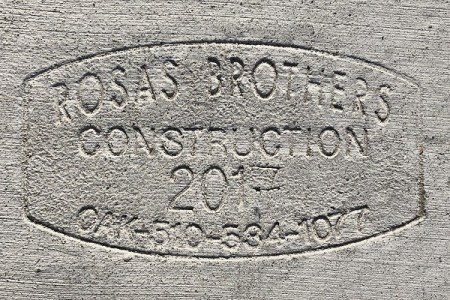 ROSAS BROTHERS
CONSTRUCTION
2017
OAK-510-534-1077